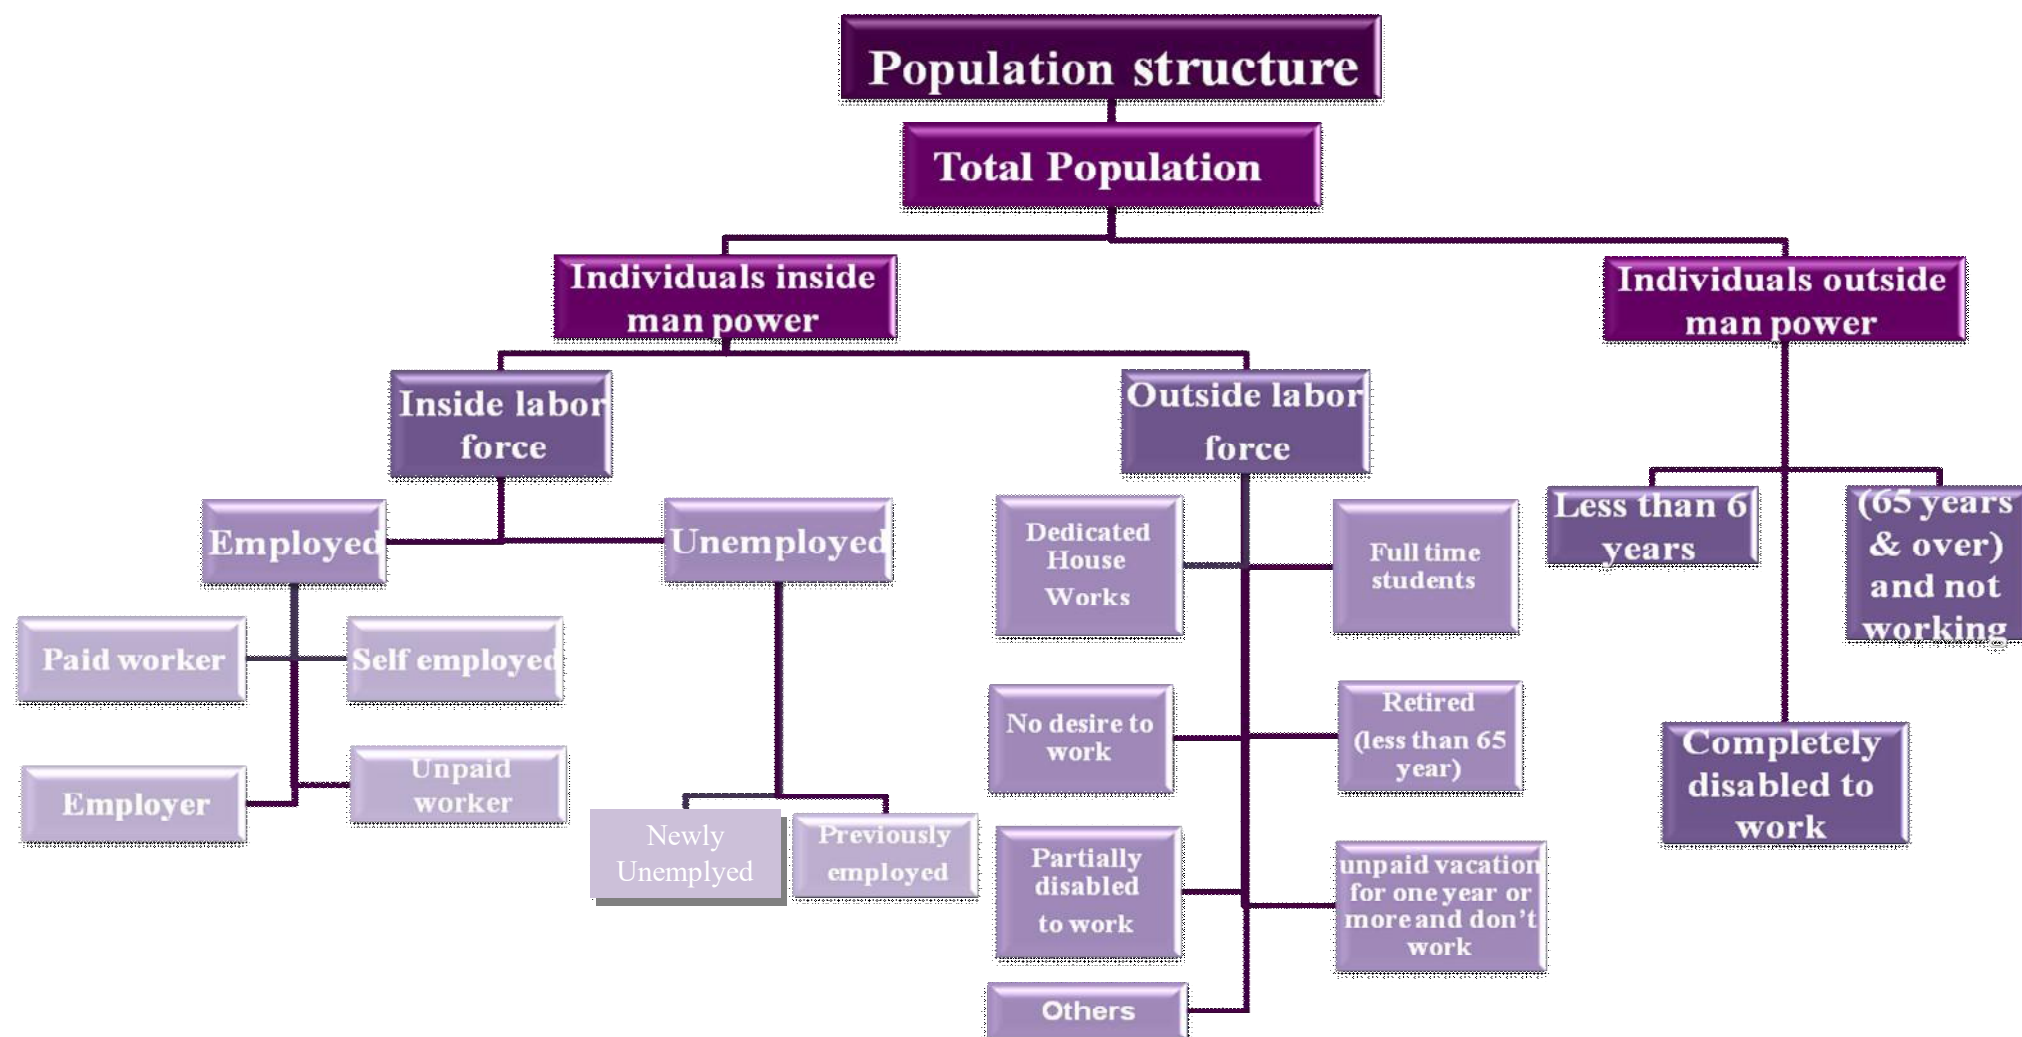 Population structure
Total Population
Individuals inside
man power
Individuals outside
man power
Inside labor
force
Outside labor
force
Employed
Unemployed
Dedicated
House
Works
Full time
students
Less than 6
years
(65 years
& over)
and not
working
Paid worker
Self employed
No desire to
work
Retired
(less than 65
year)
Completely
disabled to
work
Employer
Unpaid
worker
Newly
Unemplyed
Previously
employed
Partially
disabled
to work
unpaid vacation
for one year or
more and don't
work
Others